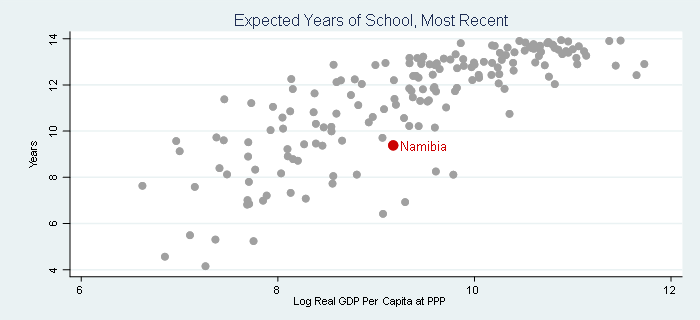 Expected Years of School, Most Recent
14
12
10
8
6
4
Years
Namibia
6
8
10
12
Log Real GDP Per Capita at PPP